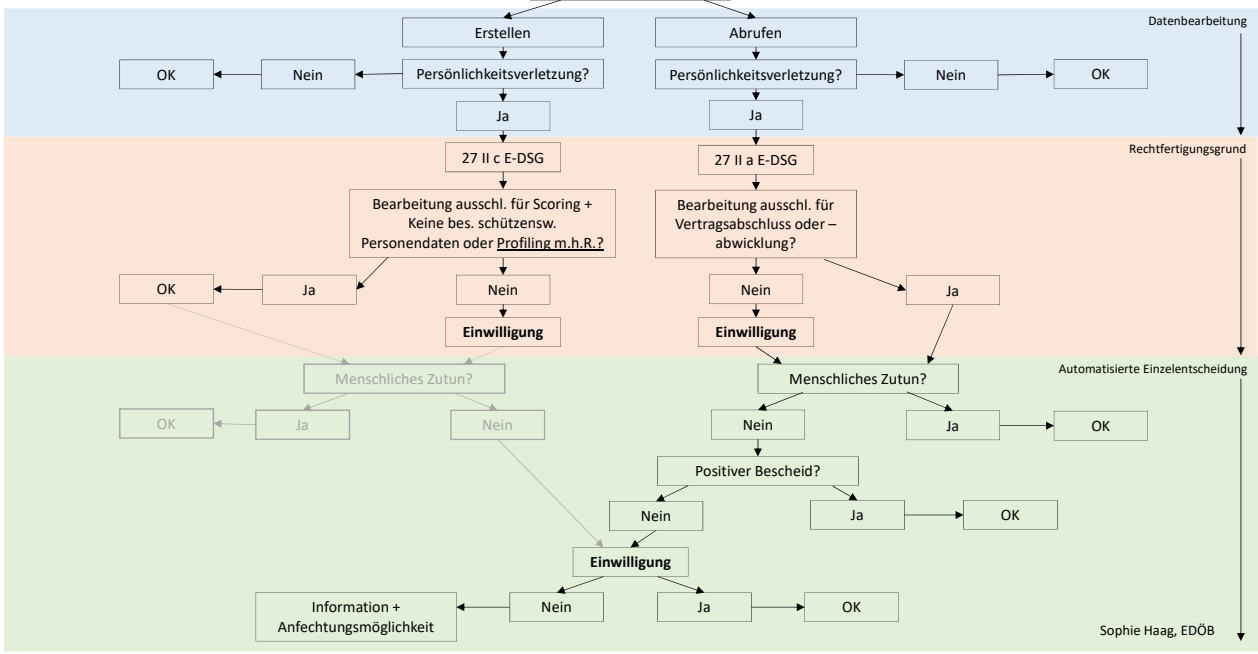 Datenbearbeitung
Erstellen
Abrufen
OK
Nein
Persönlichkeitsverletzung?
Persönlichkeitsverletzung?
Nein
OK
Ja
Ja
Rechtfertigungsgrund
27 II c E-DSG
27 II a E-DSG
Bearbeitung ausschl. für Scoring +
Keine bes. schützensw.
Personendaten oder Profiling m.h.R.?
Bearbeitung ausschl. für
Vertragsabschluss oder –
abwicklung?
OK
Ja
Nein
Nein
Ja
Einwilligung
Einwilligung
Automatisierte Einzelentscheidung
Menschliches Zutun?
Menschliches Zutun?
OK
Ja
Nein
Nein
Ja
OK
Positiver Bescheid?
Nein
Ja
OK
Einwilligung
Information +
Anfechtungsmöglichkeit
Nein
Ja
OK
Sophie Haag, EDÖB